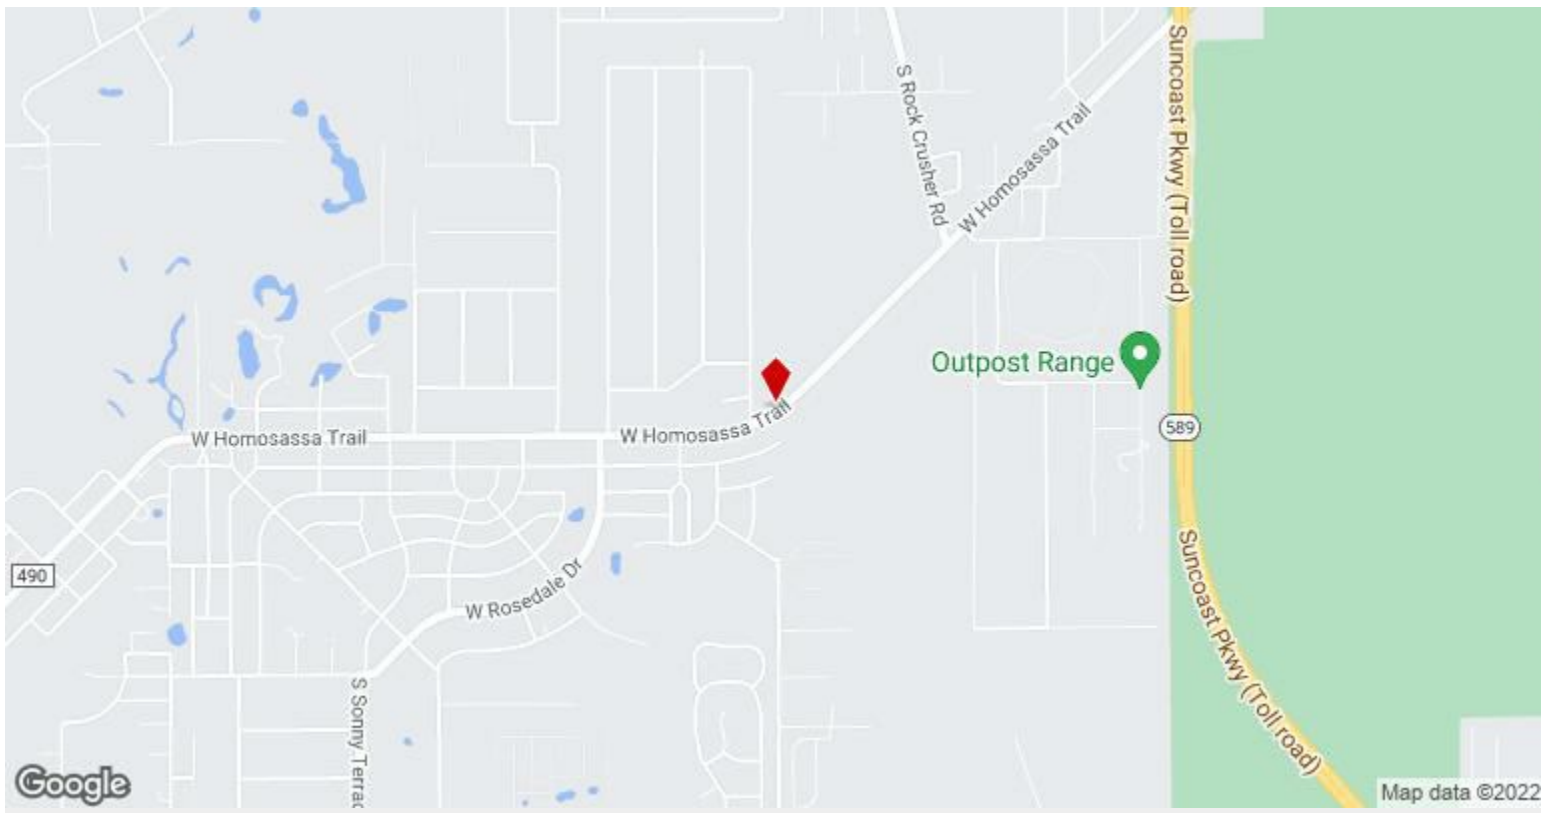 Suncoast Pkwy (Toll road)
S Rock Crusher Rd
W Homosassa Trail
Outpost Range
W Homosassa Trail
W Homosassa Trail
589
490
W Rosedale Dr
Suncoast Pkwy (Toll road)
S Sonny Terrac
Google
Map data ©2022